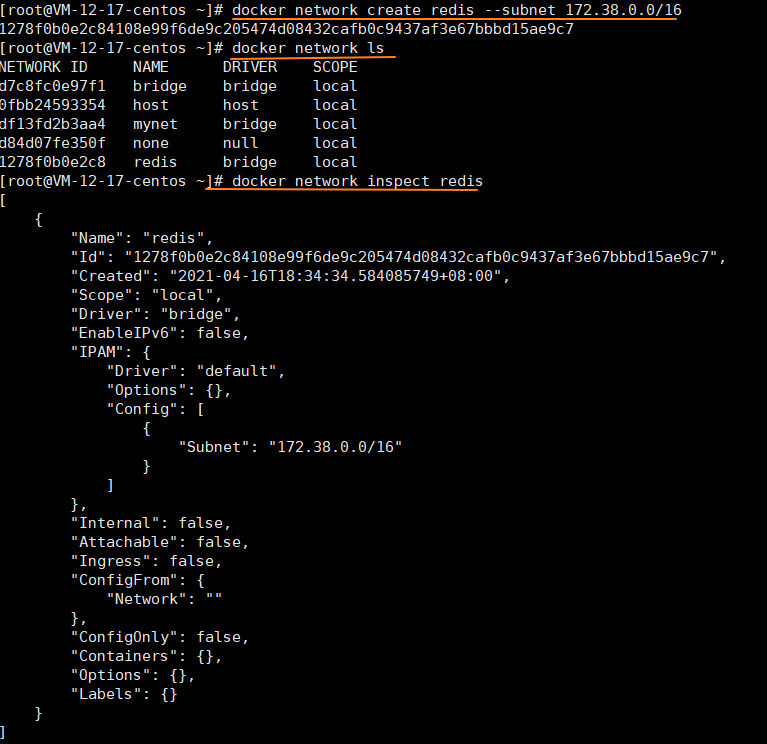 [root@VM-12-17-centos ~]# docker network create redis --subnet 172.38.0.0/16
1278f0b0e2c84108e99f6de9c205474d08432cafb0c9437af3e67bbbd15ae9c7
[root@VM-12-17-centos ~]# docker network ls
NETWORK ID     NAME      DRIVER    SCOPE
d7c8fc0e97f1   bridge    bridge    local
0fbb24593354   host      host      local
df13fd2b3aa4   mynet     bridge    local
d84d07fe350f   none      null      local
1278f0b0e2c8   redis     bridge    local
[root@VM-12-17-centos ~]# docker network inspect redis
[
    {
        "Name": "redis",
        "Id": "1278f0b0e2c84108e99f6de9c205474d08432cafb0c9437af3e67bbbd15ae9c7",
        "Created": "2021-04-16T18:34:34.584085749+08:00",
        "Scope": "local",
        "Driver": "bridge",
        "EnableIPv6": false,
        "IPAM": {
            "Driver": "default",
            "Options": {},
            "Config": [
                {
                    "Subnet": "172.38.0.0/16"
                }
            ]
        },
        "Internal": false,
        "Attachable": false,
        "Ingress": false,
        "ConfigFrom": {
            "Network": ""
        },
        "ConfigOnly": false,
        "Containers": {},
        "Options": {},
        "Labels": {}
    }
]